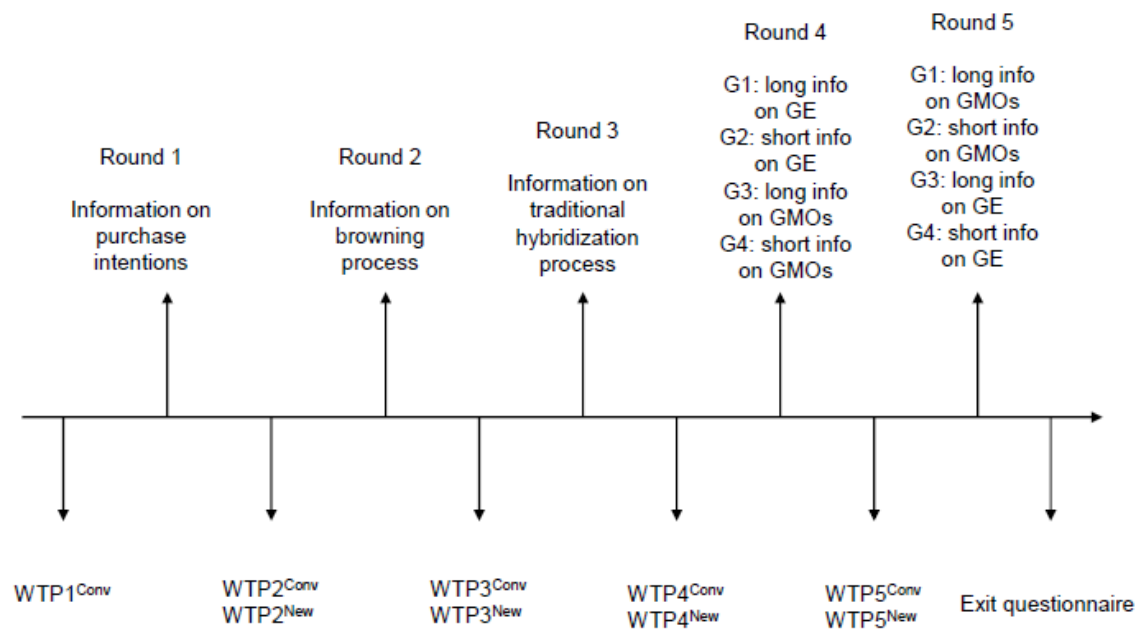 Round 1
Information on
purchase
intentions
Round 2
Information on
browning
process
Round 3
Information on
traditional
hybridization
process
Round 4
G1: long info
on GE
G2: short info
on GE
G3: long info
on GMOs
G4: short info
on GMOs
Round 5
G1: long info
on GMOs
G2: short info
on GMOs
G3: long info
on GE
G4: short info
on GE
WTP1Conv
WTP2Conv
WTP2New
WTP3Conv
WTP3New
WTP4Conv
WTP4New
WTP5Conv
WTP5New
Exit questionnaire